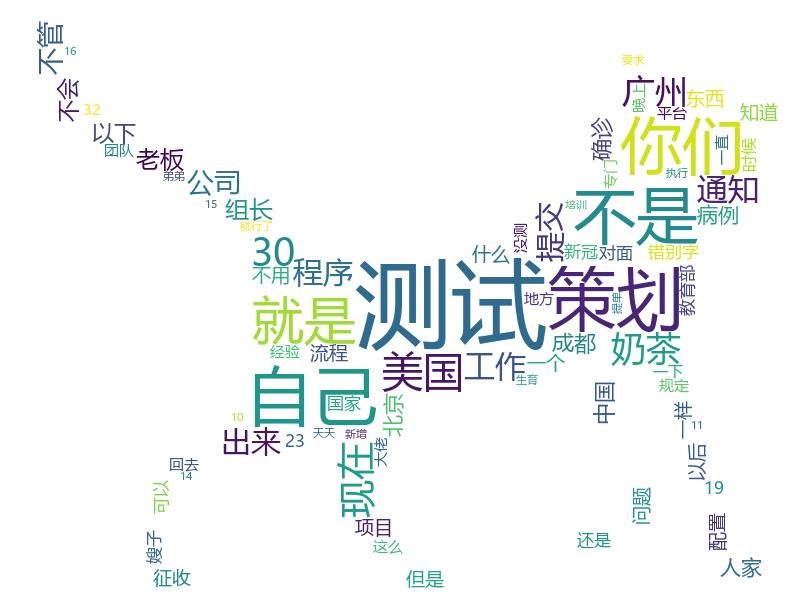 不管
16
要求
不会
32
广州
晚上
东西
平台
知道
以下
团队
确诊
你们
一直
时候
老板
弟弟
公司
专门
执行
通知
15
组长
就行了
提交
培训
不是
病例
30
不用
程序
什么
没测
新冠
对面
错别字
就是
测试
地方
提单
策划
教育部
经验
流程
美国
工作
一个
成都
奶茶
自己
国家
北京
生育
一下
规定
中国
一样
10
出来
23
天天
新增
大佬
11
回去
14
现在
以后
可以
19
问题
嫂子
项目
配置
这么
还是
征收
但是
人家